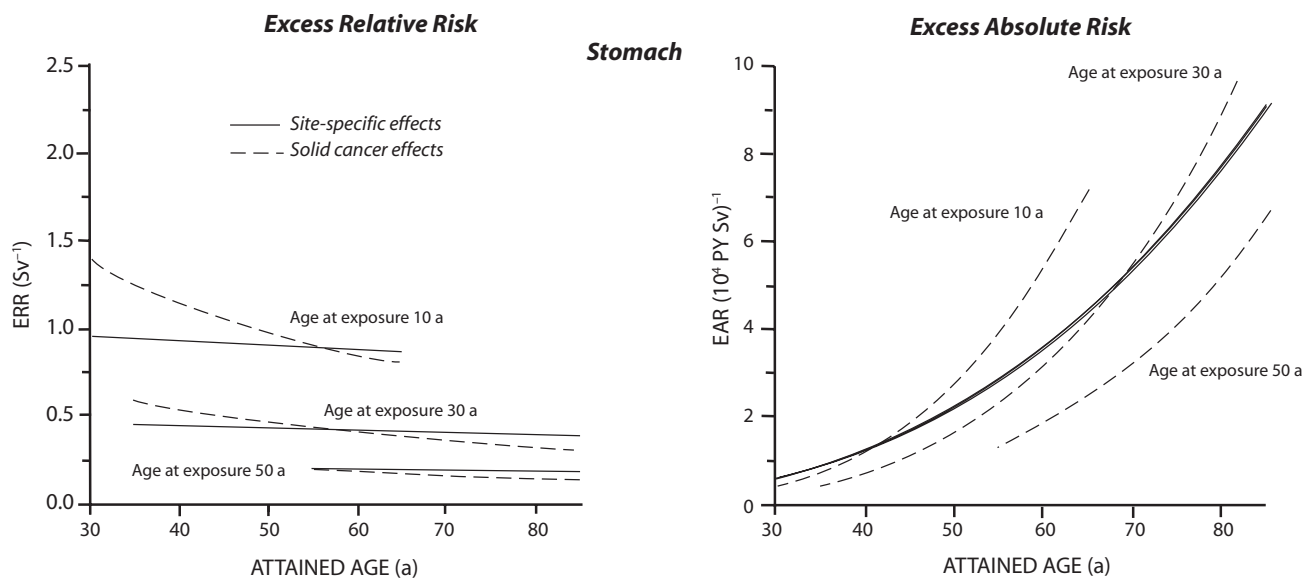 Excess Relative Risk
Excess Absolute Risk
Stomach
2.5
2.0
1.5
1.0
0.5
0.0
ERR (Sv⁻¹)
Site-specific effects
Solid cancer effects
Age at exposure 10 a
Age at exposure 30 a
Age at exposure 50 a
30 40 50 60 70 80
ATTAINED AGE (a)
10
8
6
4
2
0
EAR (10⁴ PY Sv)⁻¹
Age at exposure 30 a
Age at exposure 10 a
Age at exposure 50 a
30 40 50 60 70 80
ATTAINED AGE (a)